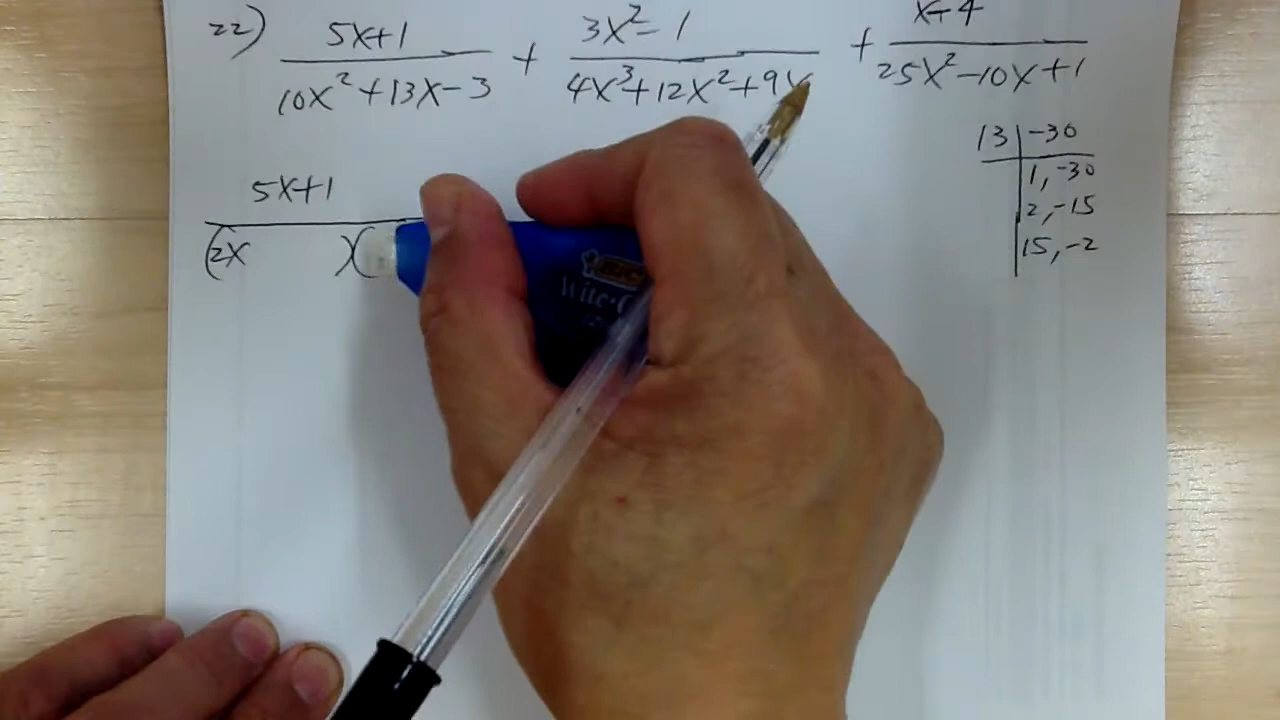 22) 5x+1 / 10x²+13x-3 + 3x²-1 / 4x³+12x²+9x + x+4 / 25x²-10x+1
13 | -30
1, -30
2, -15
15, -2
5x+1
(2x )(
BIC
Wite-O